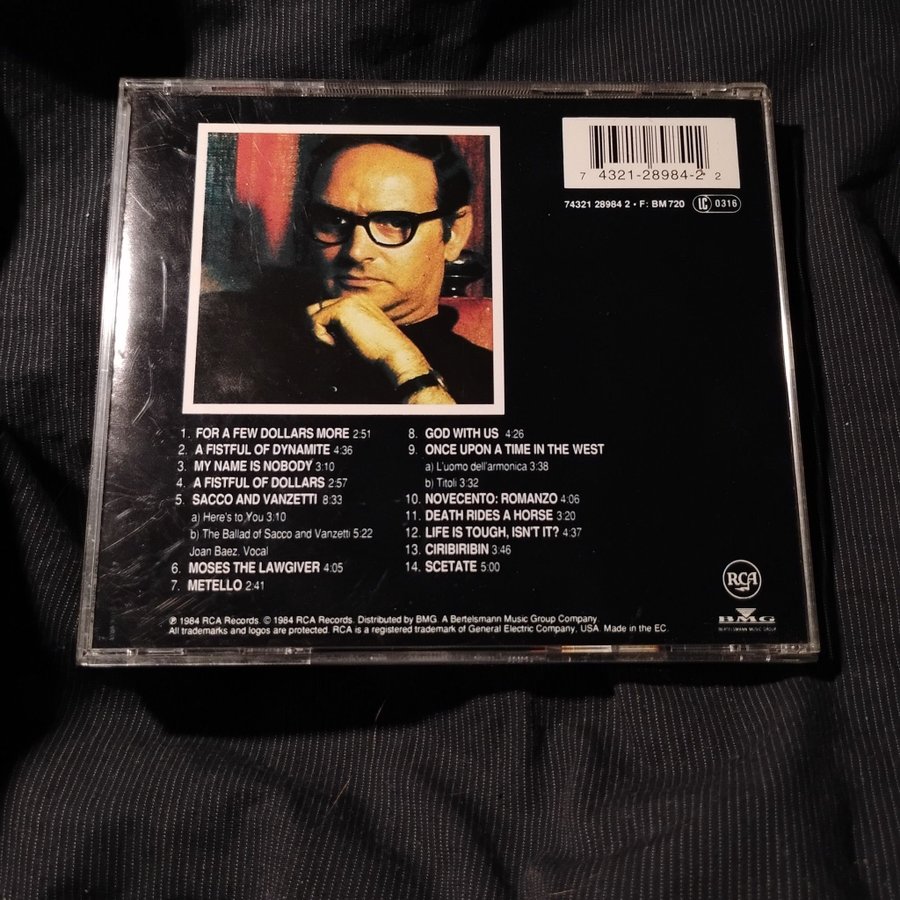 7 4321-28984-2 2
74321 28984 2 • F: BM 720 LC 0316
1. FOR A FEW DOLLARS MORE 2:51
2. A FISTFUL OF DYNAMITE 4:36
3. MY NAME IS NOBODY 3:10
4. A FISTFUL OF DOLLARS 2:57
5. SACCO AND VANZETTI 8:33
a) Here's to You 3:10
b) The Ballad of Sacco and Vanzetti 5:22
Joan Baez, Vocal
6. MOSES THE LAWGIVER 4:05
7. METELLO 2:41
8. GOD WITH US 4:26
9. ONCE UPON A TIME IN THE WEST
a) L'uomo dell'armonica 3:38
b) Titoli 3:32
10. NOVECENTO: ROMANZO 4:06
11. DEATH RIDES A HORSE 3:20
12. LIFE IS TOUGH, ISN'T IT? 4:37
13. CIRIBIRIBIN 3:46
14. SCETATE 5:00
RCA
BMG
BERTELSMANN MUSIC GROUP
℗ 1984 RCA Records. © 1984 RCA Records. Distributed by BMG. A Bertelsmann Music Group Company.
All trademarks and logos are protected. RCA is a registered trademark of General Electric Company, USA. Made in the EC.